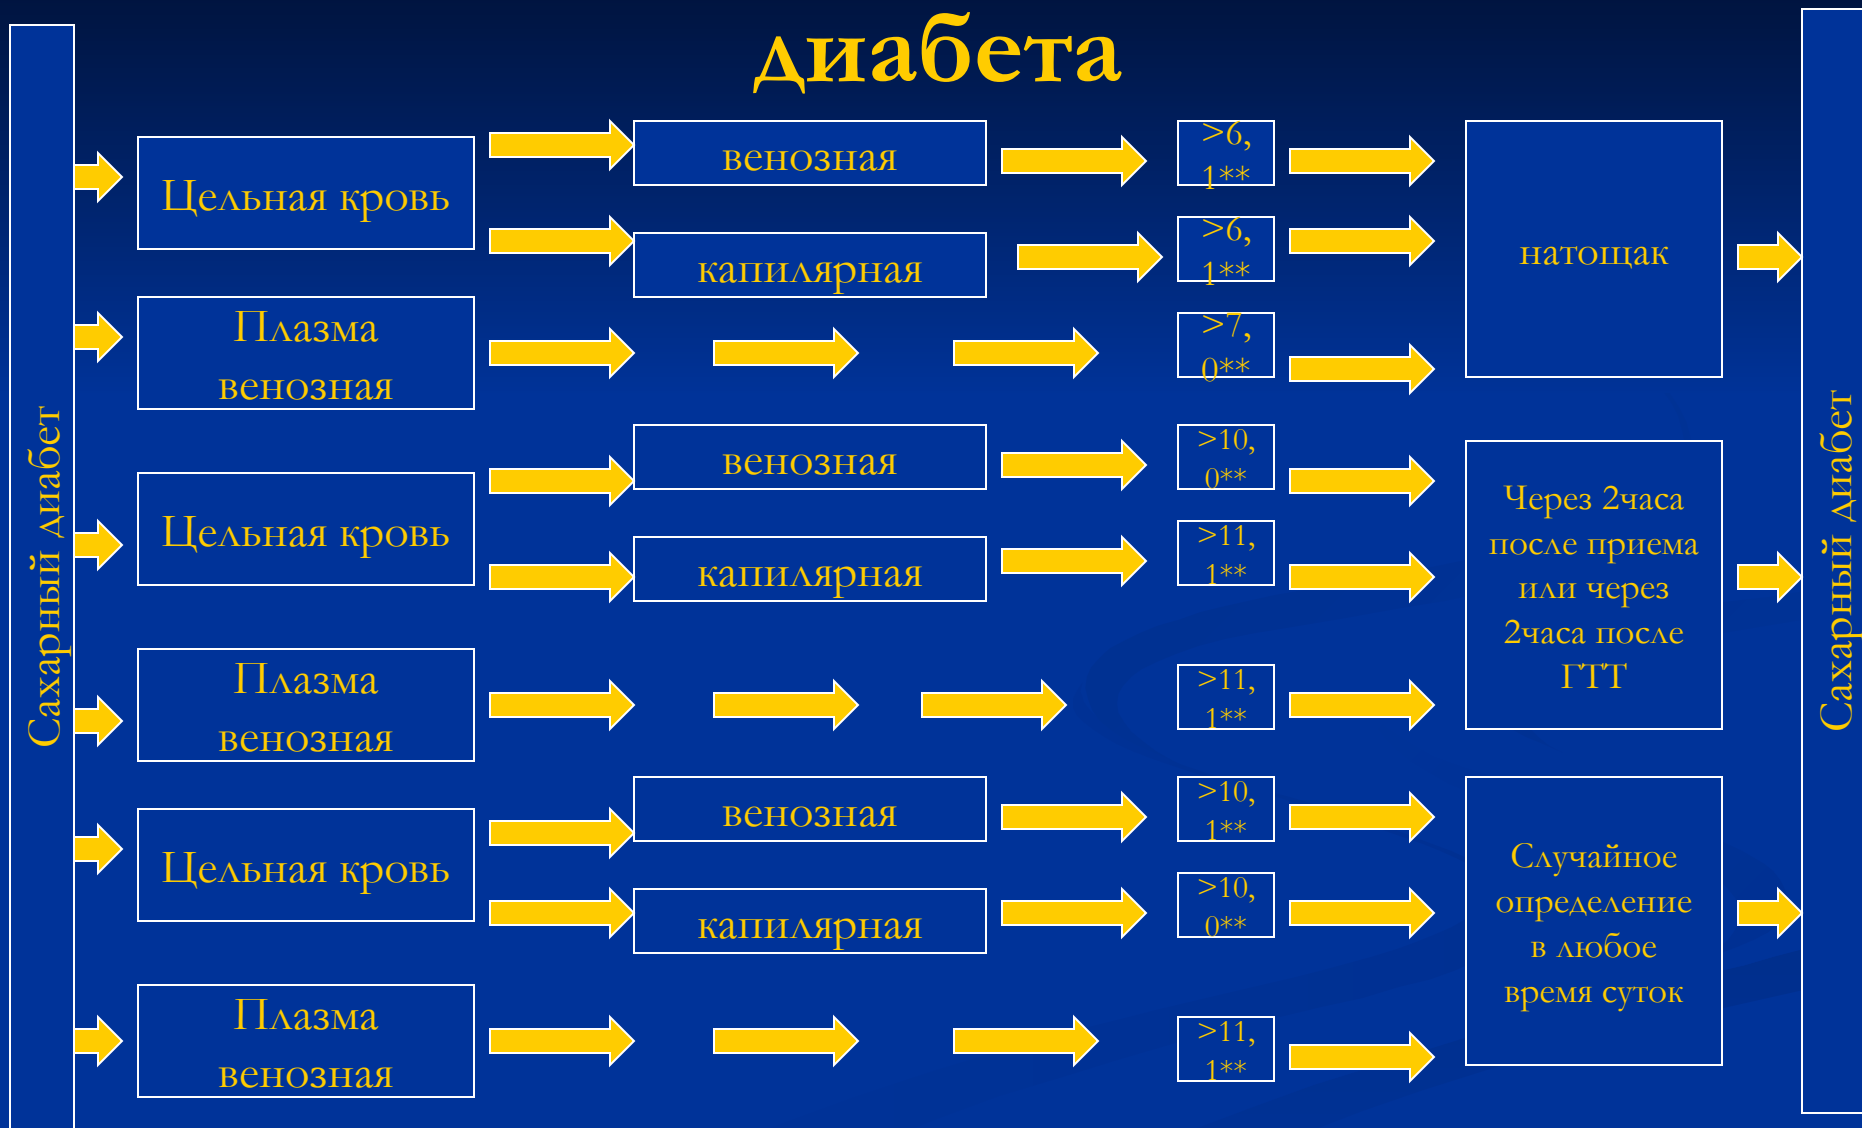 диабета
Сахарный диабет
Цельная кровь
венозная
>6,
1**
капилярная
>6,
1**
натощак
Плазма
венозная
>7,
0**
Цельная кровь
венозная
>10,
0**
капилярная
>11,
1**
Через 2часа
после приема
или через
2часа после
ГТТ
Плазма
венозная
>11,
1**
Цельная кровь
венозная
>10,
1**
капилярная
>10,
0**
Случайное
определение
в любое
время суток
Плазма
венозная
>11,
1**
Сахарный диабет